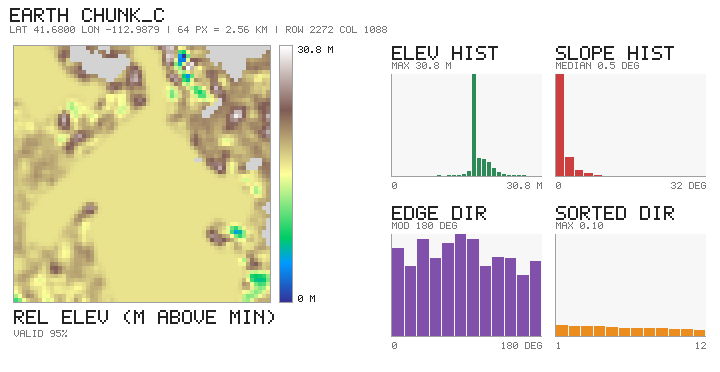 EARTH CHUNK_C
LAT 41.6800 LON -112.9879 | 64 PX = 2.56 KM | ROW 2272 COL 1088
30.8 M
0 M
REL ELEV (M ABOVE MIN)
VALID 95%
ELEV HIST
MAX 30.8 M
0 30.8 M
SLOPE HIST
MEDIAN 0.5 DEG
0 32 DEG
EDGE DIR
MOD 180 DEG
0 180 DEG
SORTED DIR
MAX 0.10
1 12